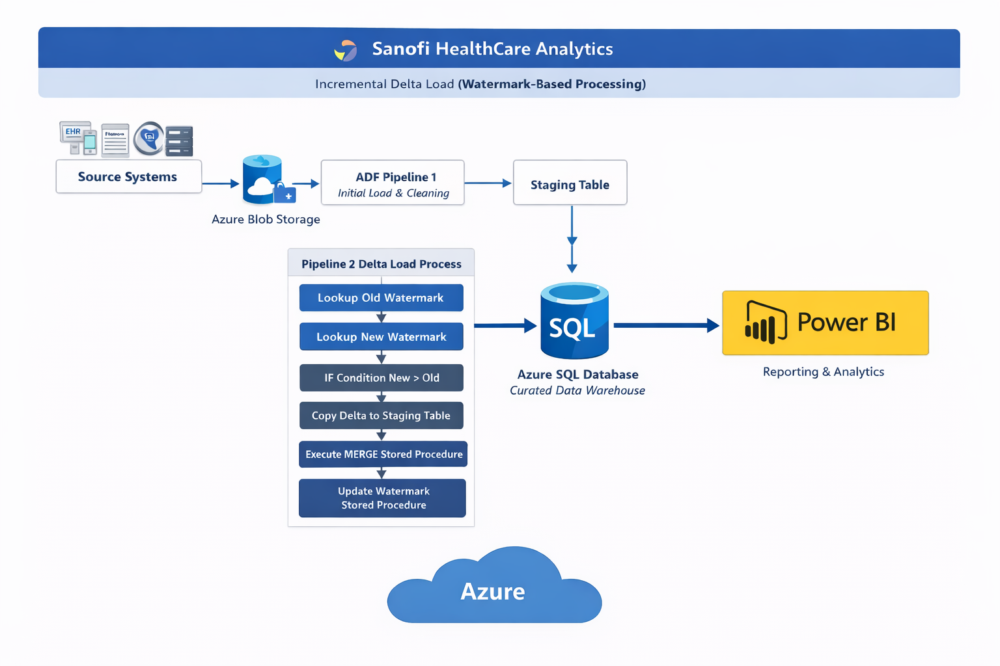 Sanofi HealthCare Analytics
Incremental Delta Load (Watermark-Based Processing)
EHR
Source Systems
Azure Blob Storage
ADF Pipeline 1
Initial Load & Cleaning
Staging Table
Pipeline 2 Delta Load Process
Lookup Old Watermark
Lookup New Watermark
IF Condition New > Old
Copy Delta to Staging Table
Execute MERGE Stored Procedure
Update Watermark
Stored Procedure
SQL
Azure SQL Database
Curated Data Warehouse
Power BI
Reporting & Analytics
Azure